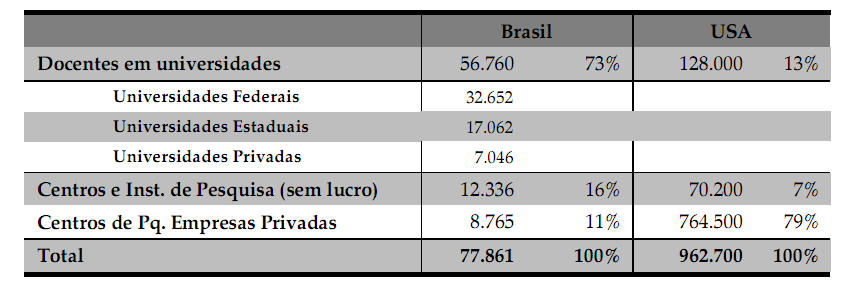 Brasil USA
Docentes em universidades 56.760 73% 128.000 13%
Universidades Federais 32.652
Universidades Estaduais 17.062
Universidades Privadas 7.046
Centros e Inst. de Pesquisa (sem lucro) 12.336 16% 70.200 7%
Centros de Pq. Empresas Privadas 8.765 11% 764.500 79%
Total 77.861 100% 962.700 100%